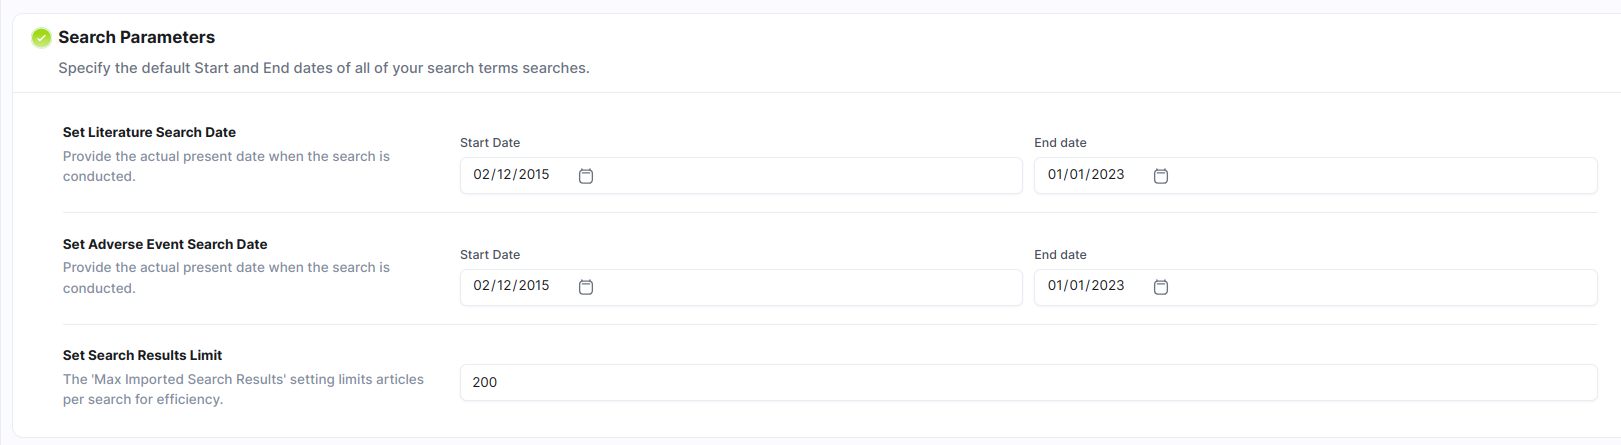 Search Parameters
Specify the default Start and End dates of all of your search terms searches.
Set Literature Search Date
Provide the actual present date when the search is
conducted.
Start Date
02/12/2015
End date
01/01/2023
Set Adverse Event Search Date
Provide the actual present date when the search is
conducted.
Start Date
02/12/2015
End date
01/01/2023
Set Search Results Limit
The 'Max Imported Search Results' setting limits articles
per search for efficiency.
200